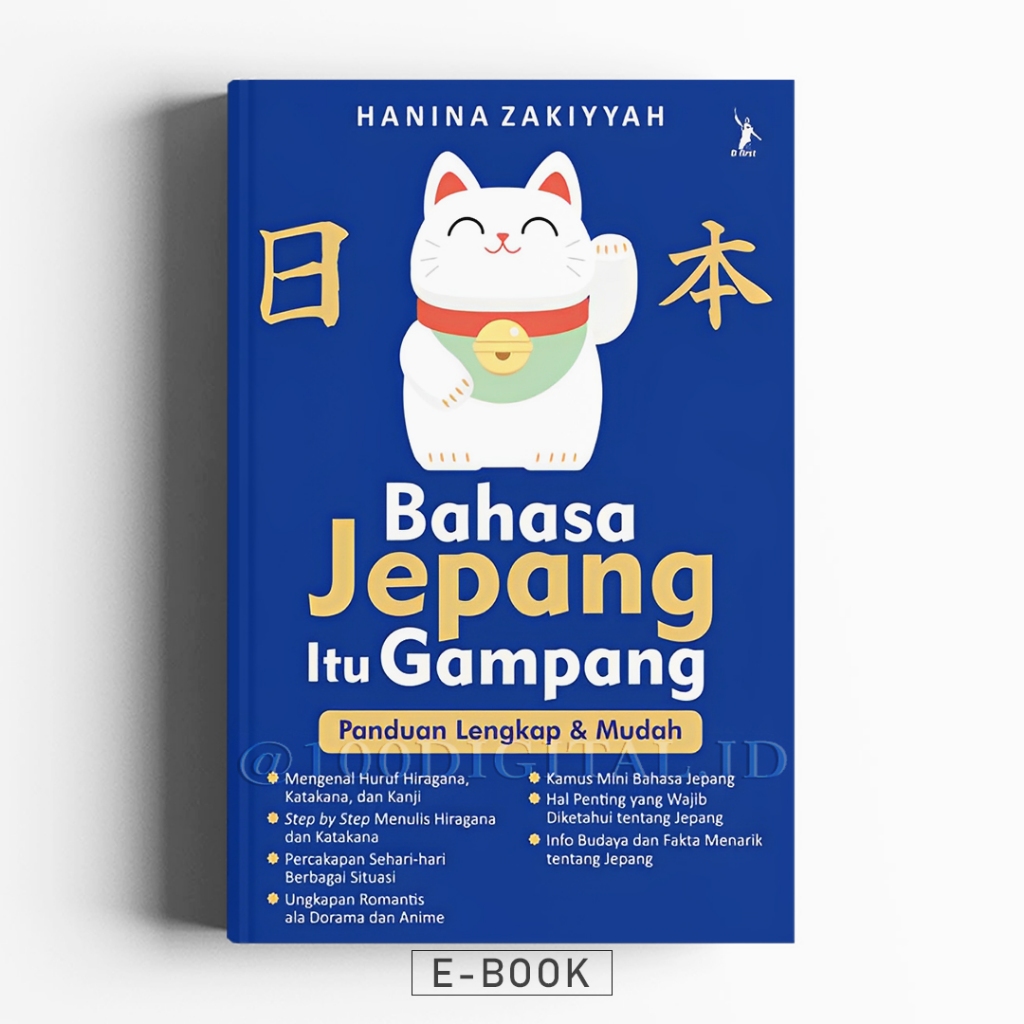 HANINA ZAKIYYAH
D first
日 本
Bahasa
Jepang
Itu Gampang
Panduan Lengkap & Mudah
@100DIGITAL.ID
Mengenal Huruf Hiragana,
Katakana, dan Kanji
Step by Step Menulis Hiragana
dan Katakana
Percakapan Sehari-hari
Berbagai Situasi
Ungkapan Romantis
ala Dorama dan Anime
Kamus Mini Bahasa Jepang
Hal Penting yang Wajib
Diketahui tentang Jepang
Info Budaya dan Fakta Menarik
tentang Jepang
E-BOOK